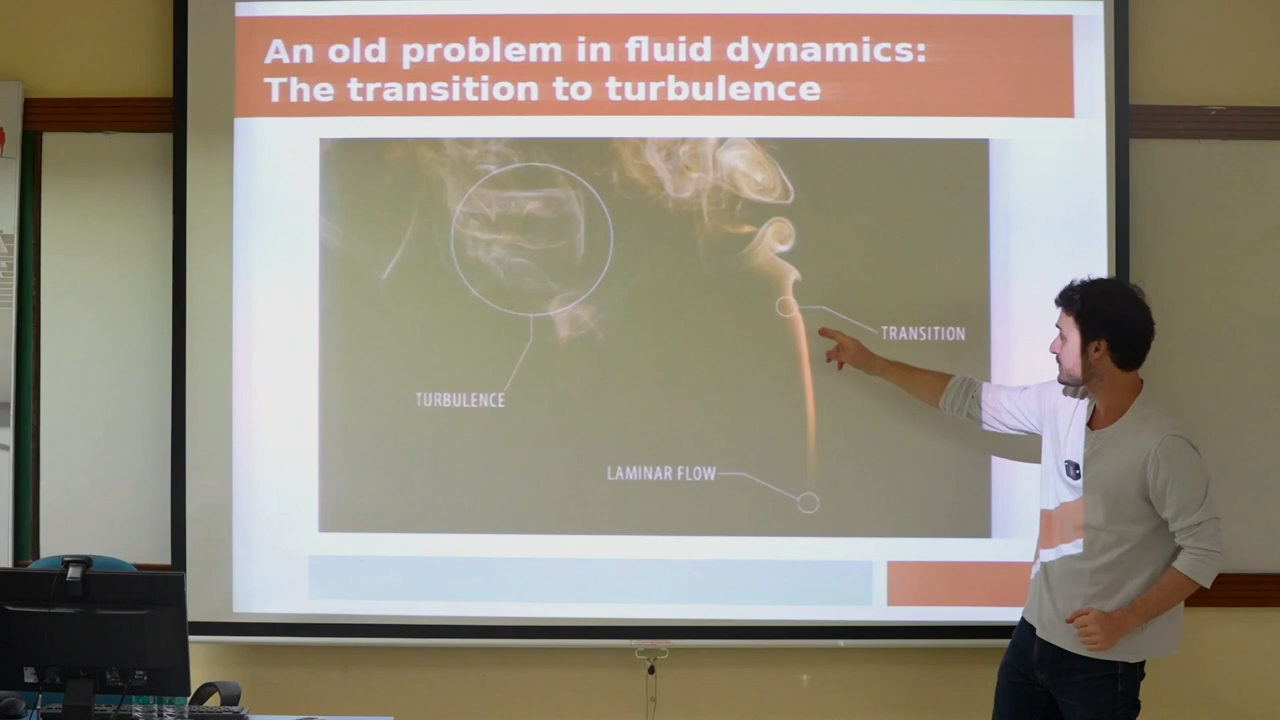 An old problem in fluid dynamics:
The transition to turbulence
TRANSITION
TURBULENCE
LAMINAR FLOW